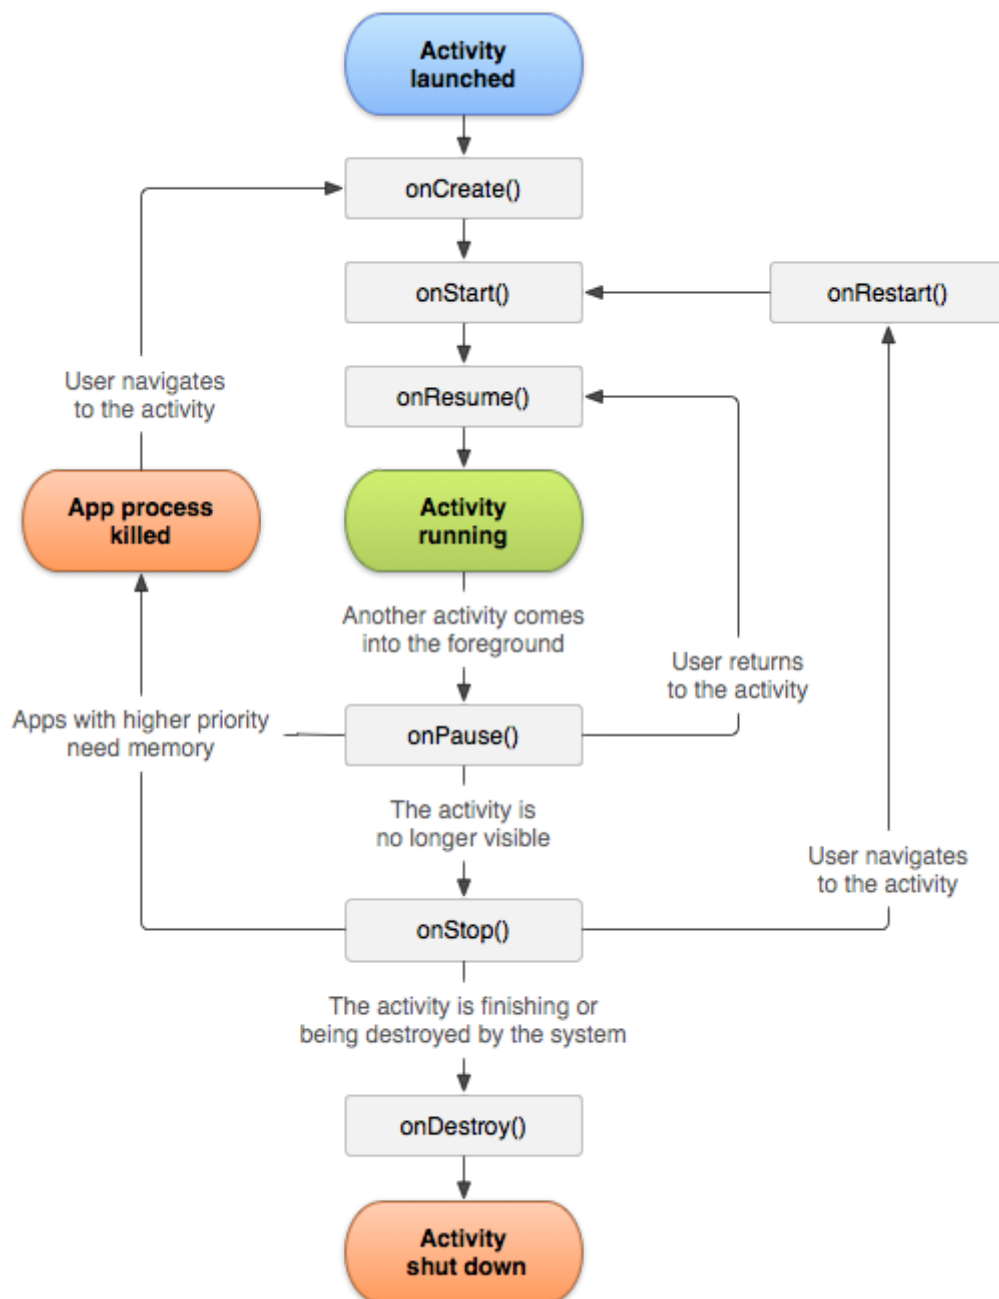 Activity
launched
onCreate()
onStart()
onRestart()
User navigates
to the activity
onResume()
App process
killed
Activity
running
Another activity comes
into the foreground
User returns
to the activity
Apps with higher priority
need memory
onPause()
The activity is
no longer visible
User navigates
to the activity
onStop()
The activity is finishing or
being destroyed by the system
onDestroy()
Activity
shut down